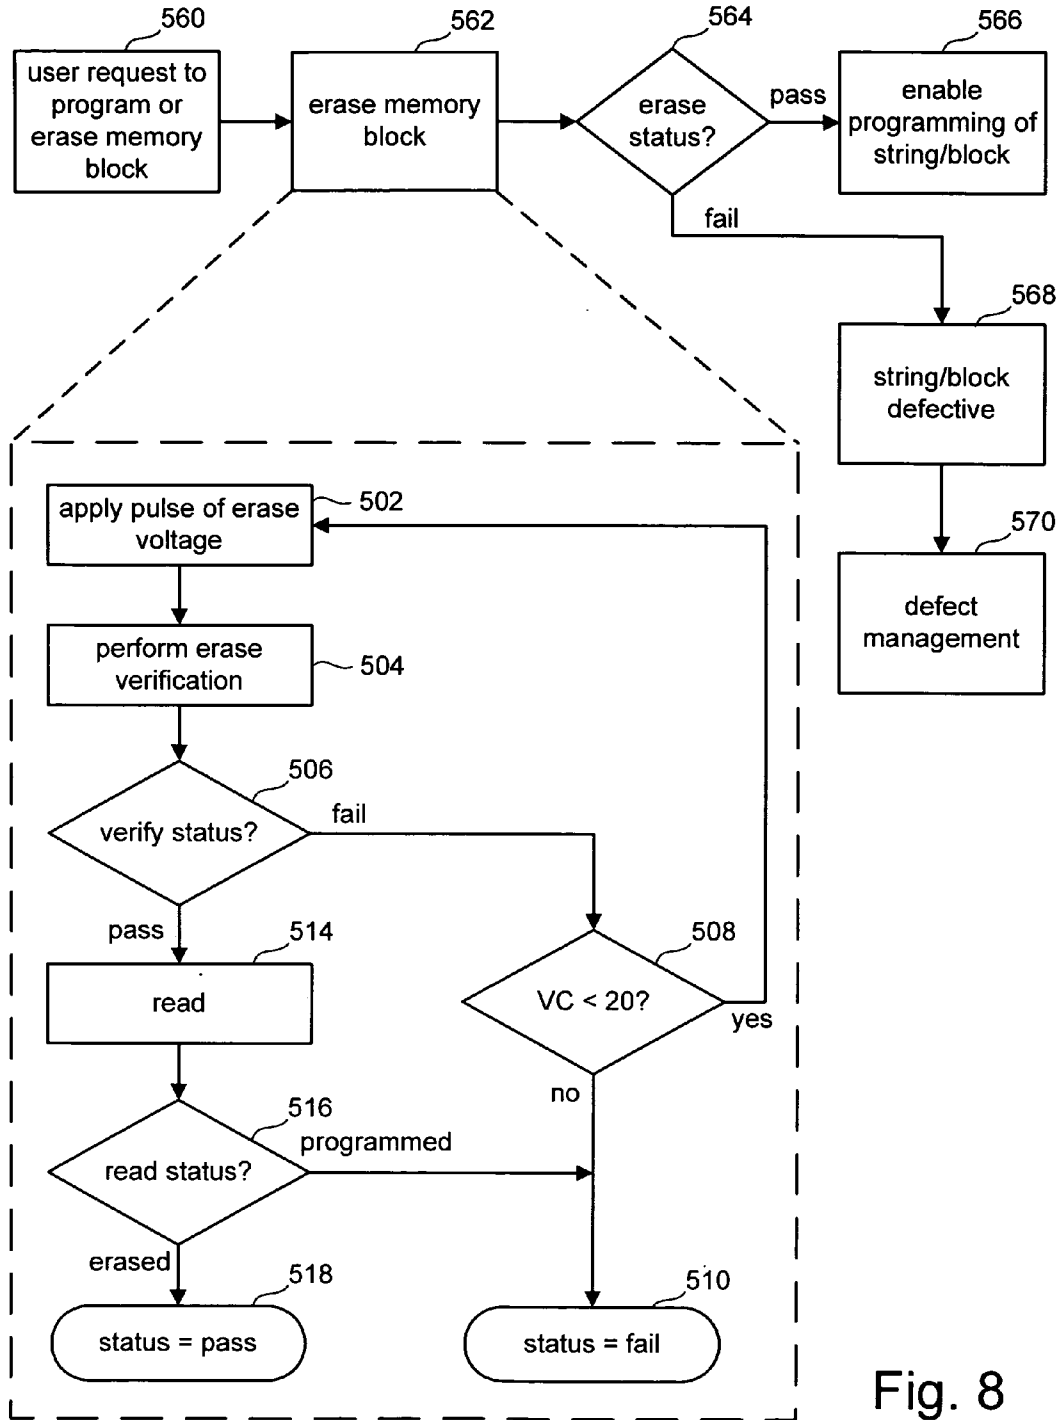 560
user request to
program or
erase memory
block
562
erase memory
block
564
erase
status?
pass
fail
566
enable
programming of
string/block
568
string/block
defective
570
defect
management
502
apply pulse of erase
voltage
504
perform erase
verification
506
verify status?
fail
pass
508
VC < 20?
yes
no
514
read
516
read status?
programmed
erased
518
status = pass
510
status = fail
Fig. 8